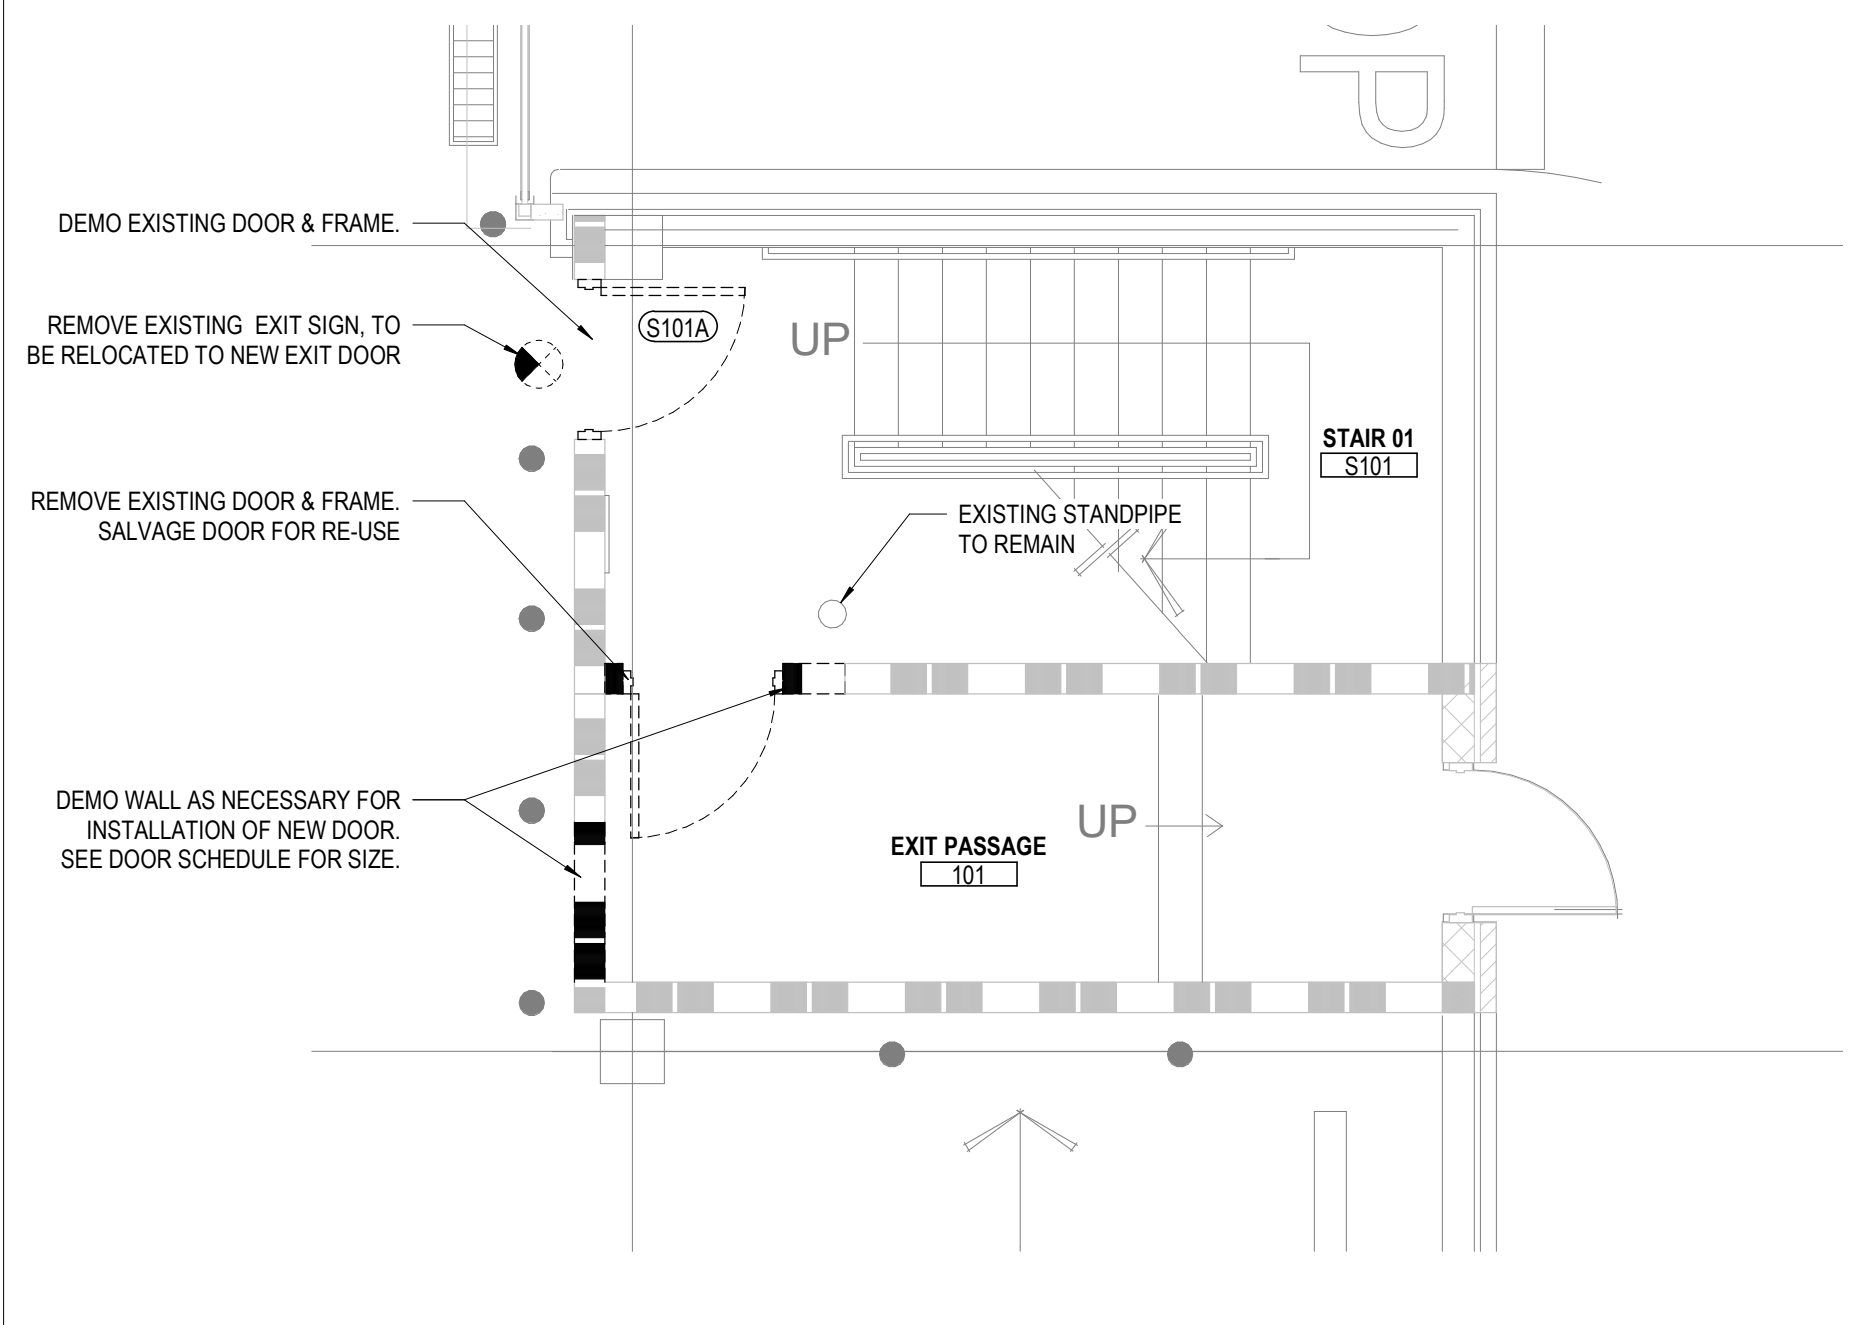 P
DEMO EXISTING DOOR & FRAME.
REMOVE EXISTING EXIT SIGN, TO
BE RELOCATED TO NEW EXIT DOOR
S101A
UP
STAIR 01
S101
REMOVE EXISTING DOOR & FRAME.
SALVAGE DOOR FOR RE-USE
EXISTING STANDPIPE
TO REMAIN
DEMO WALL AS NECESSARY FOR
INSTALLATION OF NEW DOOR.
SEE DOOR SCHEDULE FOR SIZE.
UP
EXIT PASSAGE
101